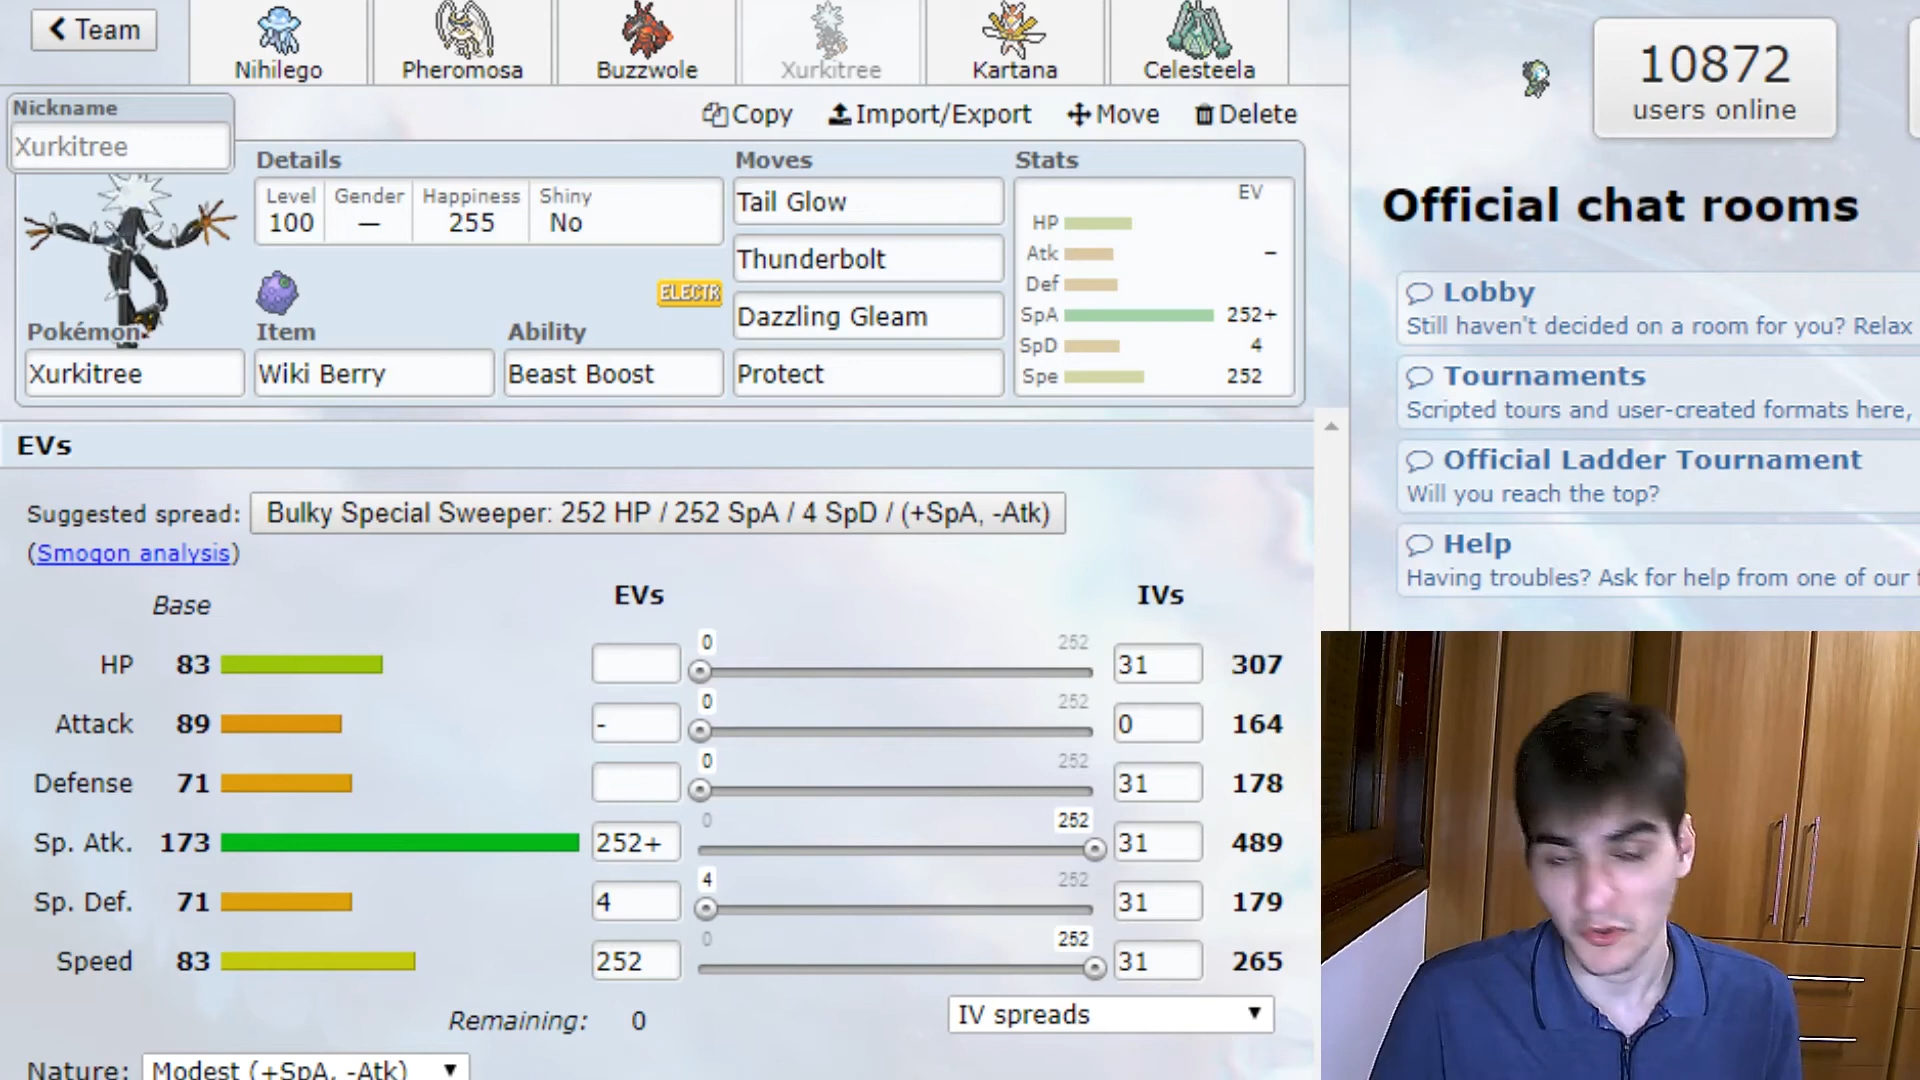 Team
Nihilego
Pheromosa
Buzzwole
Xurkitree
Kartana
Celesteela
Nickname
Xurkitree
Copy Import/Export Move Delete
Details
Level 100
Gender —
Happiness 255
Shiny No
ELECTR
Pokémon
Xurkitree
Item
Wiki Berry
Ability
Beast Boost
Moves
Tail Glow
Thunderbolt
Dazzling Gleam
Protect
Stats
EV
HP
Atk –
Def
SpA 252+
SpD 4
Spe 252
EVs
Suggested spread: Bulky Special Sweeper: 252 HP / 252 SpA / 4 SpD / (+SpA, -Atk)
(Smogon analysis)
Base EVs IVs
HP 83 0 252 31 307
Attack 89 - 0 252 0 164
Defense 71 0 252 31 178
Sp. Atk. 173 252+ 0 252 31 489
Sp. Def. 71 4 4 252 31 179
Speed 83 252 0 252 31 265
Remaining: 0
IV spreads
Nature: Modest (+SpA, -Atk)
10872
users online
Official chat rooms
Lobby
Still haven't decided on a room for you? Relax
Tournaments
Scripted tours and user-created formats here,
Official Ladder Tournament
Will you reach the top?
Help
Having troubles? Ask for help from one of our